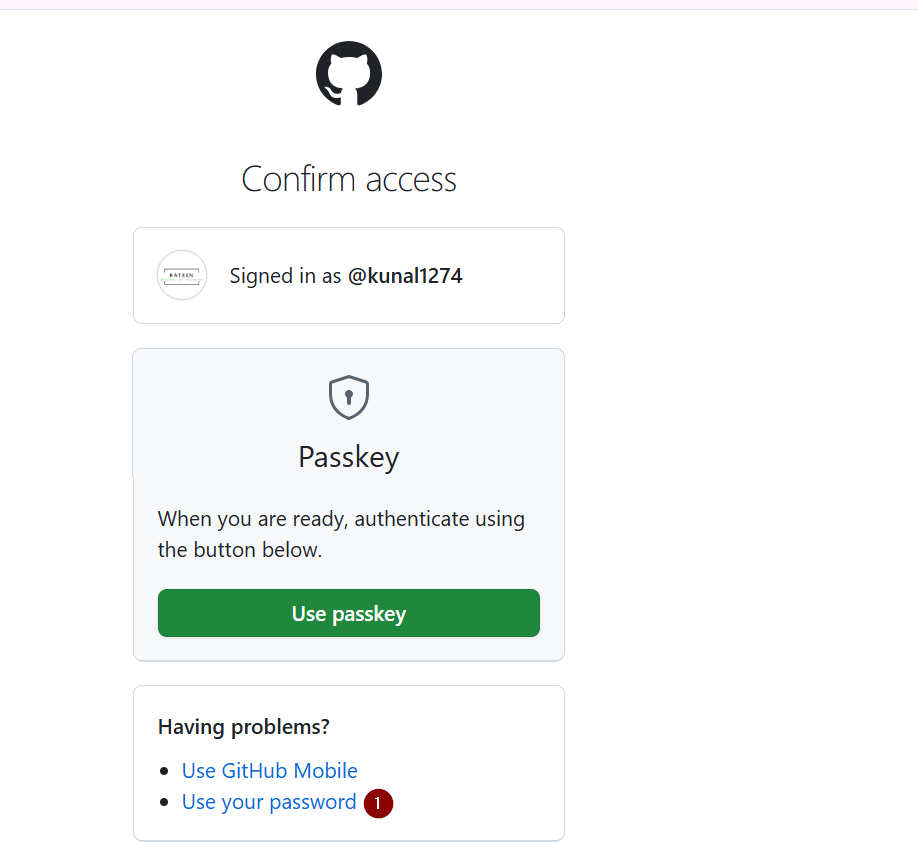 Confirm access
RATXEN
Signed in as @kunal1274
Passkey
When you are ready, authenticate using
the button below.
Use passkey
Having problems?
Use GitHub Mobile
Use your password 1